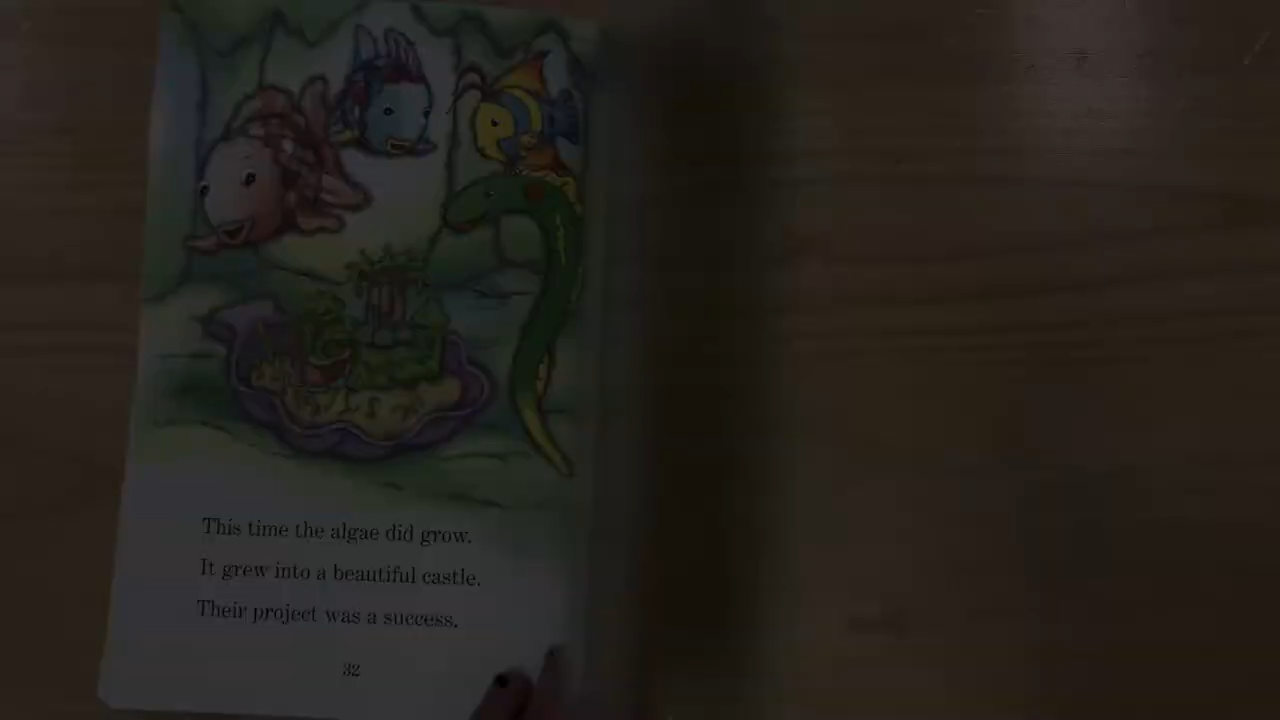 This time the algae did grow.
It grew into a beautiful castle.
Their project was a success.
32